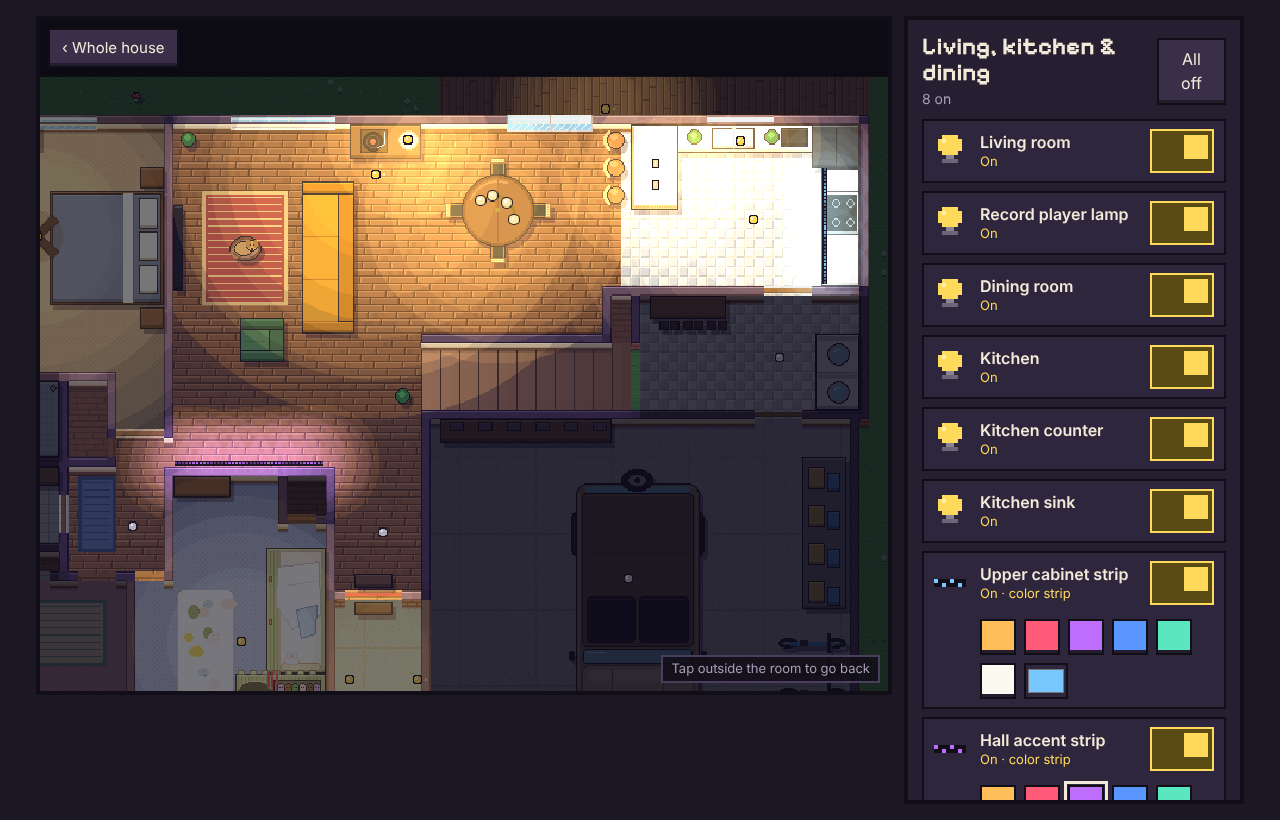 ‹ Whole house
Tap outside the room to go back
Living, kitchen &
dining
8 on
All
off
Living room
On
Record player lamp
On
Dining room
On
Kitchen
On
Kitchen counter
On
Kitchen sink
On
Upper cabinet strip
On · color strip
Hall accent strip
On · color strip